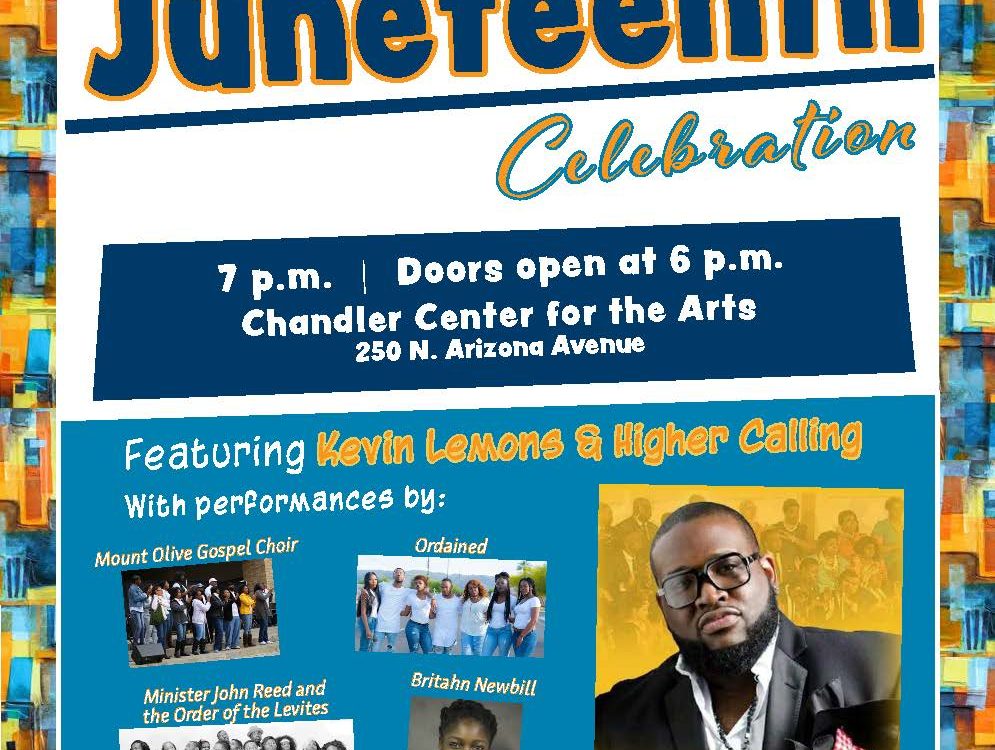 Juneteenth
Celebration
7 p.m. | Doors open at 6 p.m.
Chandler Center for the Arts
250 N. Arizona Avenue
Featuring Kevin Lemons & Higher Calling
With performances by:
Mount Olive Gospel Choir
Ordained
Minister John Reed and
the Order of the Levites
Britahn Newbill